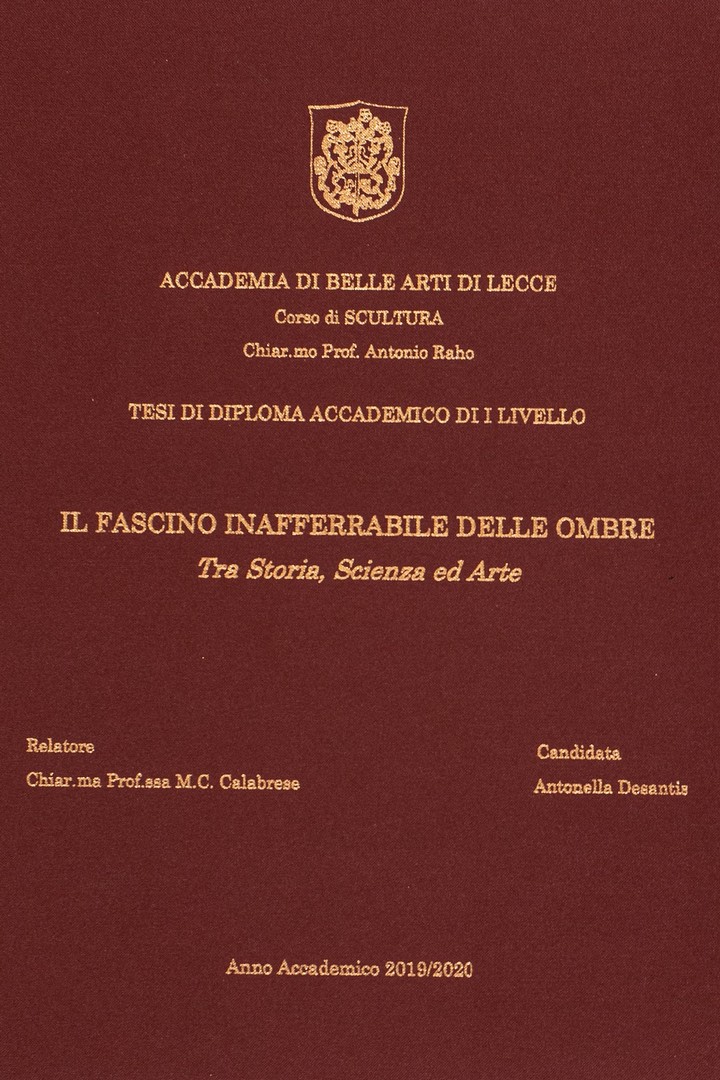 ACCADEMIA DI BELLE ARTI DI LECCE
Corso di SCULTURA
Chiar.mo Prof. Antonio Raho
TESI DI DIPLOMA ACCADEMICO DI I LIVELLO
IL FASCINO INAFFERRABILE DELLE OMBRE
Tra Storia, Scienza ed Arte
Relatore
Chiar.ma Prof.ssa M.C. Calabrese
Candidata
Antonella Desantis
Anno Accademico 2019/2020